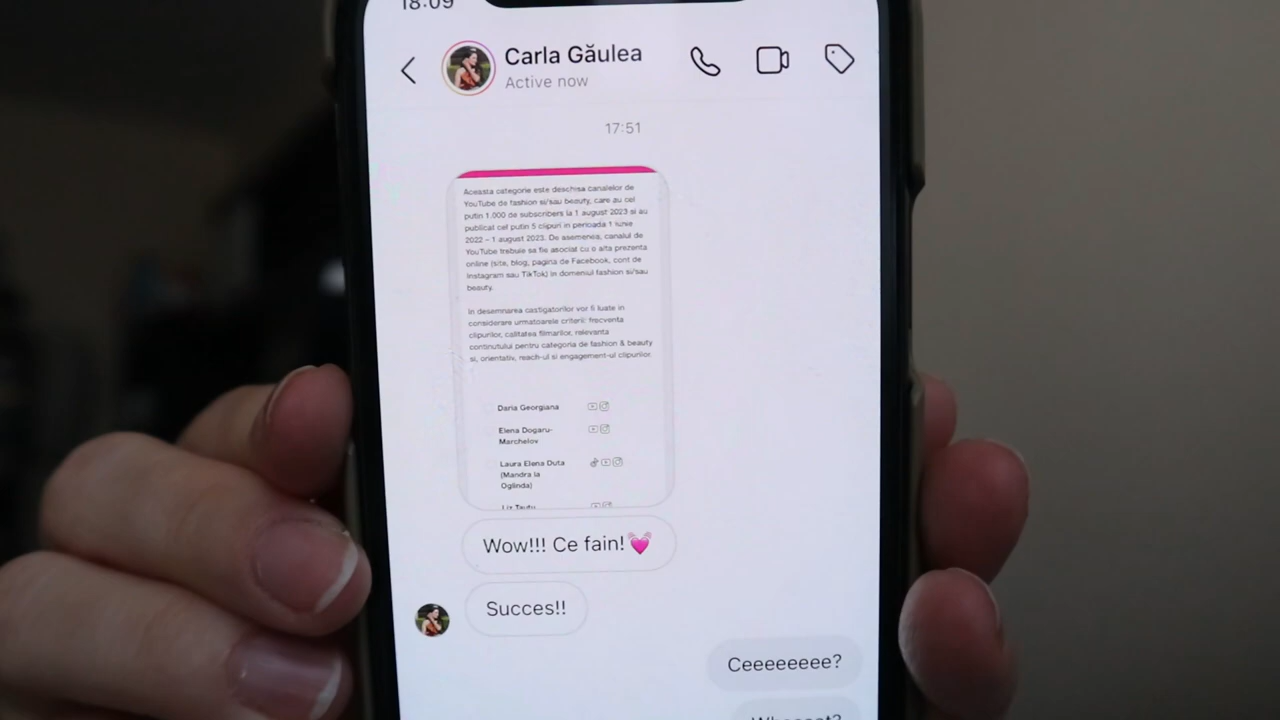 18:09
Carla Găulea
Active now
17:51
Aceasta categorie este deschisa canalelor de
YouTube de fashion si/sau beauty, care au cel
putin 1.000 de subscribers la 1 august 2023 si au
publicat cel putin 5 clipuri in perioada 1 iunie
2022 – 1 august 2023. De asemenea, canalul de
YouTube trebuie sa fie asociat cu o alta prezenta
online (site, blog, pagina de Facebook, cont de
Instagram sau TikTok) in domeniul fashion si/sau
beauty.
In desemnarea castigatorilor vor fi luate in
considerare urmatoarele criterii: frecventa
clipurilor, calitatea filmarilor, relevanta
continutului pentru categoria de fashion & beauty
si, orientativ, reach-ul si engagement-ul clipurilor.
Daria Georgiana
Elena Dogaru-
Marchelov
Laura Elena Duta
(Mandra la
Oglinda)
Wow!!! Ce fain!💓
Succes!!
Ceeeeeeee?